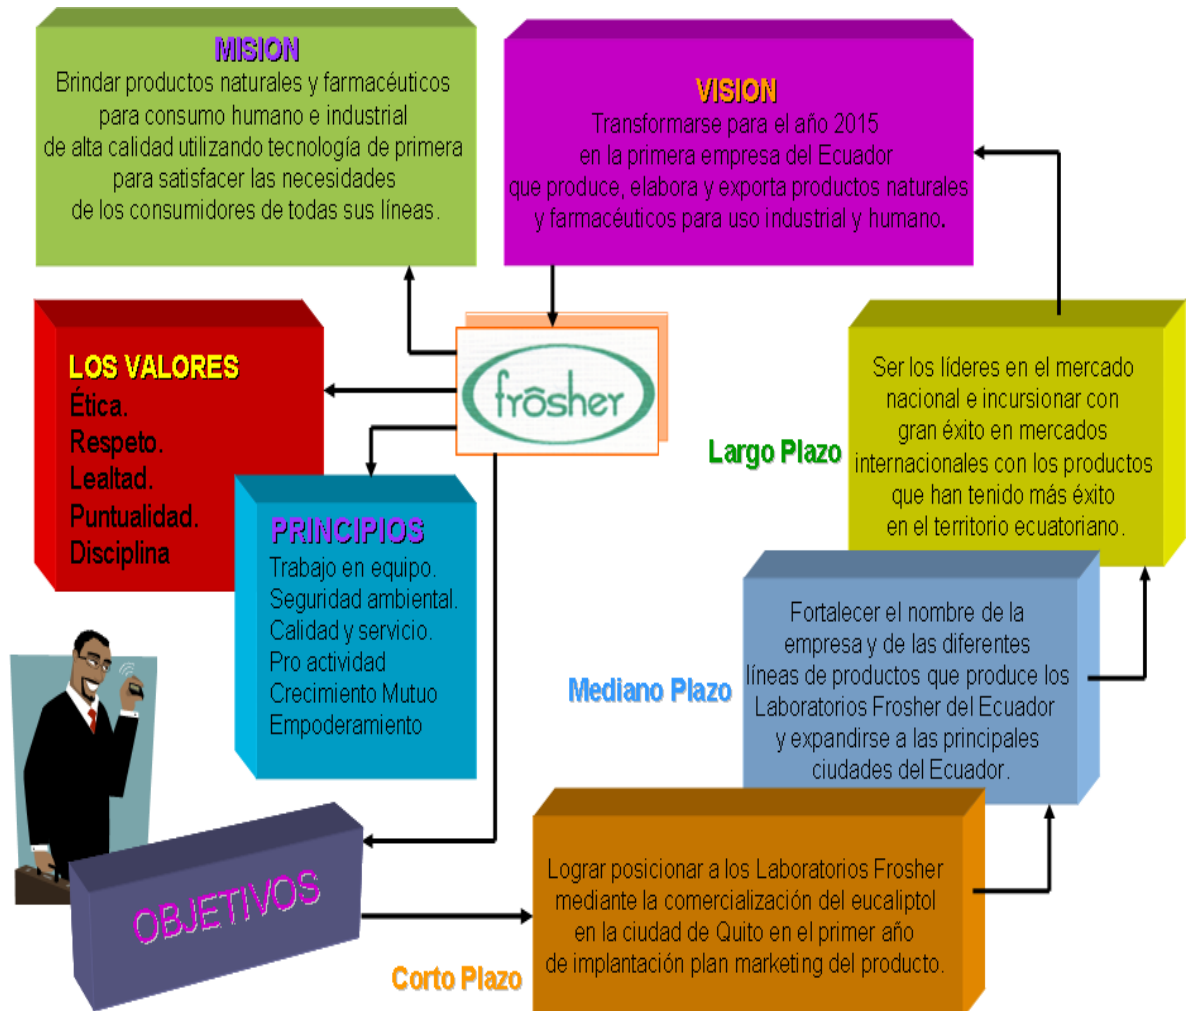 MISION
Brindar productos naturales y farmacéuticos
para consumo humano e industrial
de alta calidad utilizando tecnología de primera
para satisfacer las necesidades
de los consumidores de todas sus líneas.
VISION
Transformarse para el año 2015
en la primera empresa del Ecuador
que produce, elabora y exporta productos naturales
y farmacéuticos para uso industrial y humano.
LOS VALORES
Ética.
Respeto.
Lealtad.
Puntualidad.
Disciplina
frôsher
PRINCIPIOS
Trabajo en equipo.
Seguridad ambiental.
Calidad y servicio.
Pro actividad
Crecimiento Mutuo
Empoderamiento
Largo Plazo
Ser los líderes en el mercado
nacional e incursionar con
gran éxito en mercados
internacionales con los productos
que han tenido más éxito
en el territorio ecuatoriano.
Mediano Plazo
Fortalecer el nombre de la
empresa y de las diferentes
líneas de productos que produce los
Laboratorios Frosher del Ecuador
y expandirse a las principales
ciudades del Ecuador.
OBJETIVOS
Corto Plazo
Lograr posicionar a los Laboratorios Frosher
mediante la comercialización del eucaliptol
en la ciudad de Quito en el primer año
de implantación plan marketing del producto.